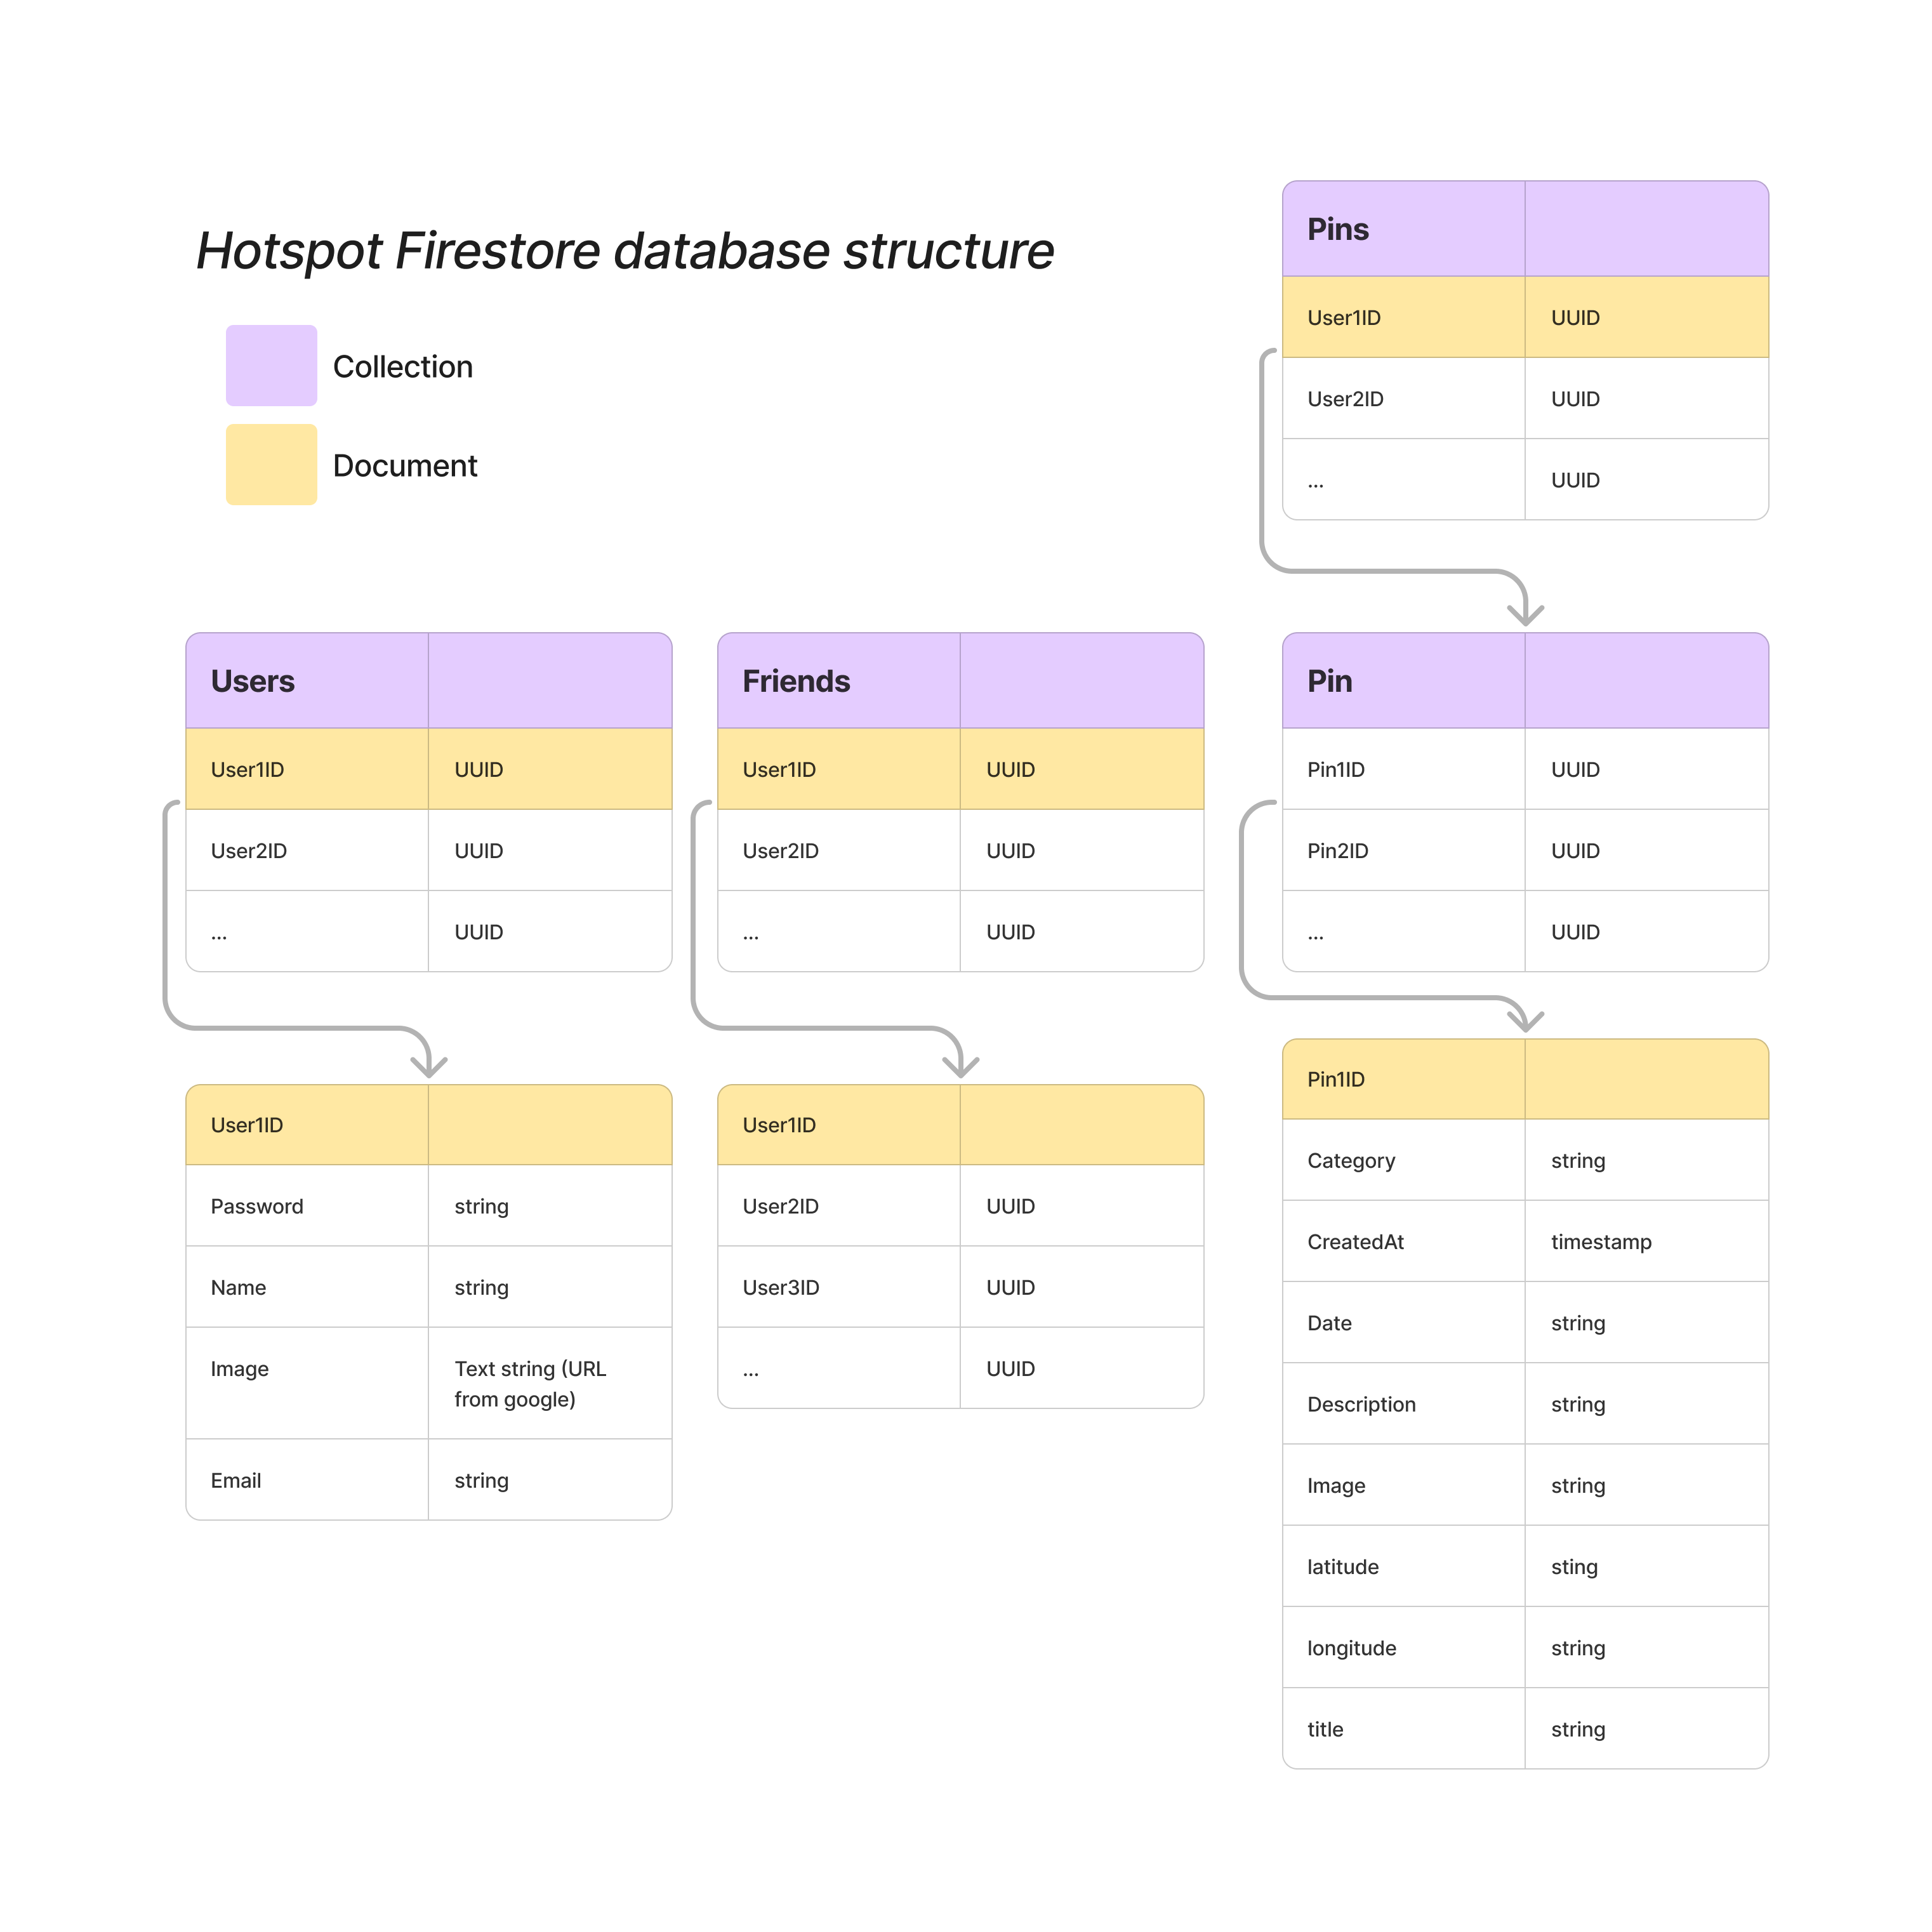 Hotspot Firestore database structure
Collection
Document
Pins
User1ID UUID
User2ID UUID
... UUID
Users
User1ID UUID
User2ID UUID
... UUID
User1ID
Password string
Name string
Image Text string (URL
from google)
Email string
Friends
User1ID UUID
User2ID UUID
... UUID
User1ID
User2ID UUID
User3ID UUID
... UUID
Pin
Pin1ID UUID
Pin2ID UUID
... UUID
Pin1ID
Category string
CreatedAt timestamp
Date string
Description string
Image string
latitude sting
longitude string
title string